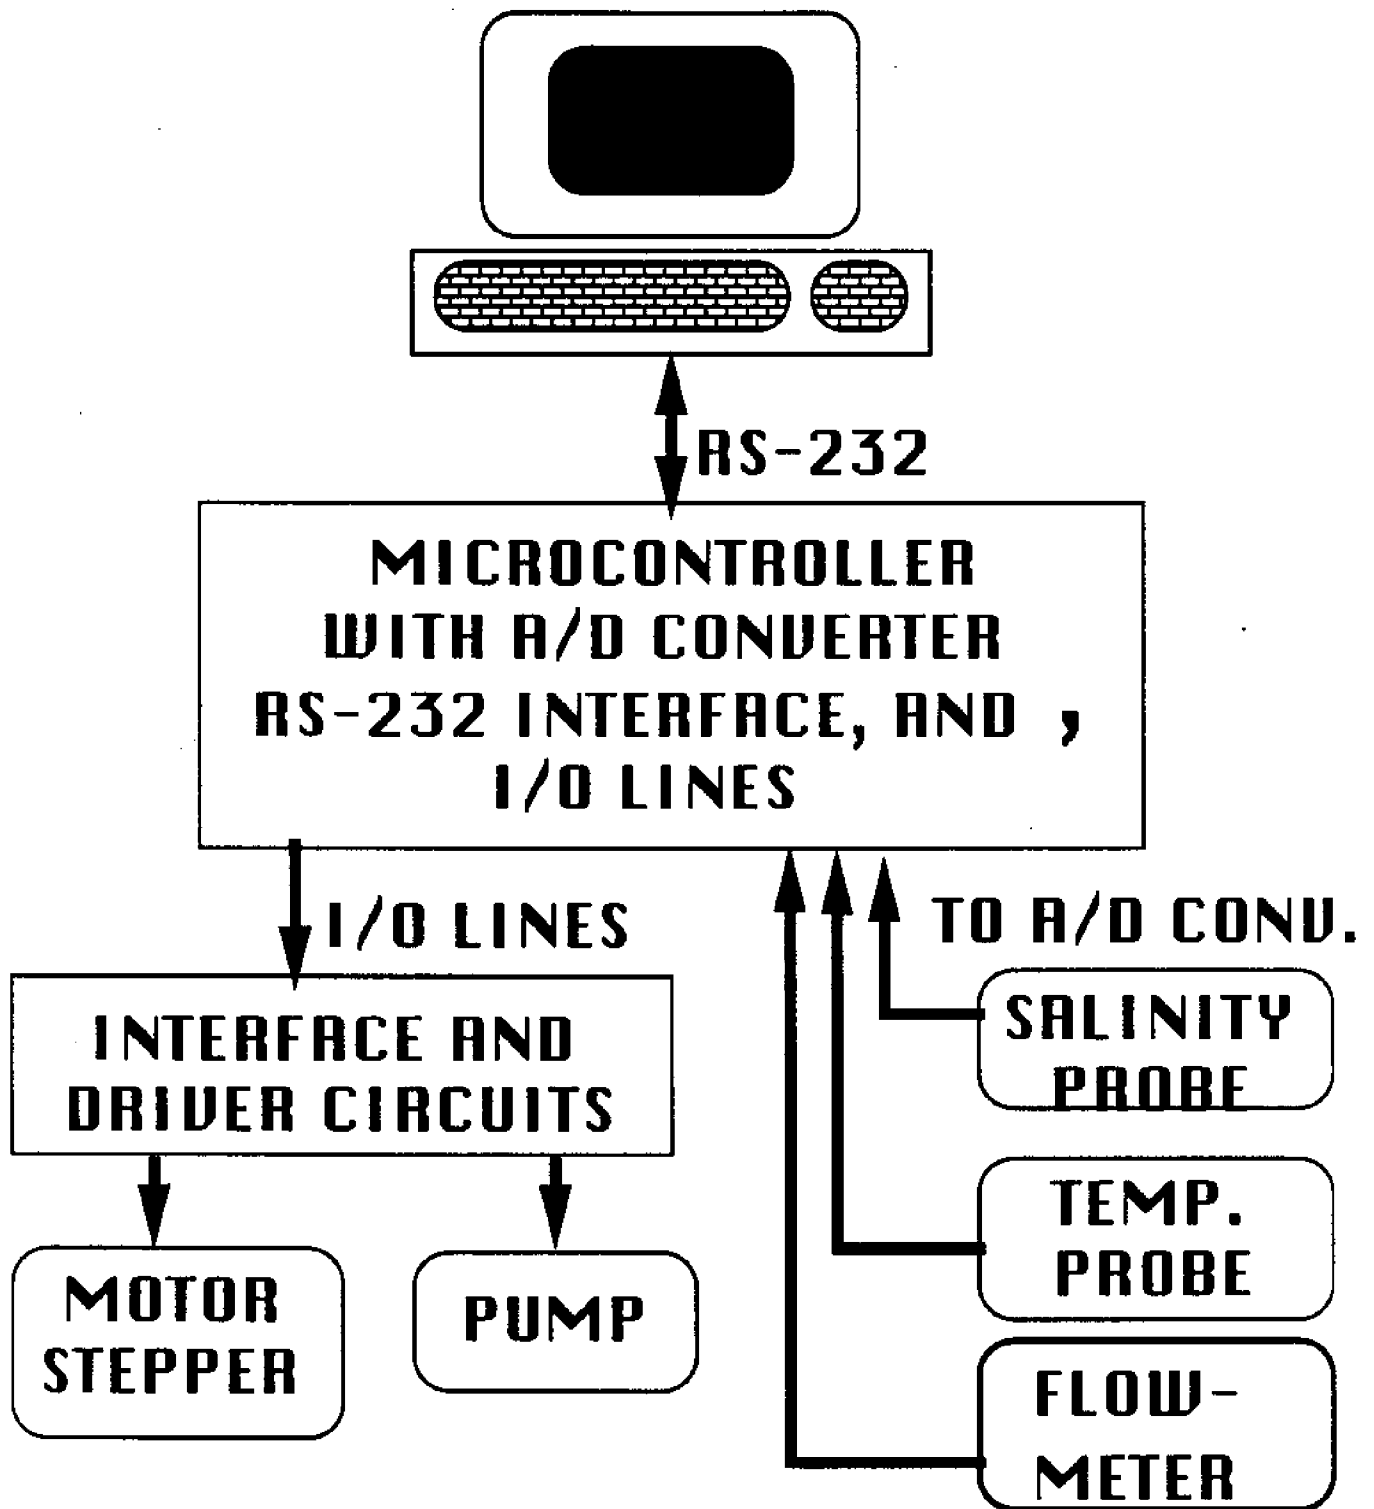 RS-232
MICROCONTROLLER
WITH A/D CONVERTER
RS-232 INTERFACE, AND ,
I/O LINES
I/O LINES
TO A/D CONV.
INTERFACE AND
DRIVER CIRCUITS
SALINITY
PROBE
TEMP.
PROBE
MOTOR
STEPPER
PUMP
FLOW-
METER